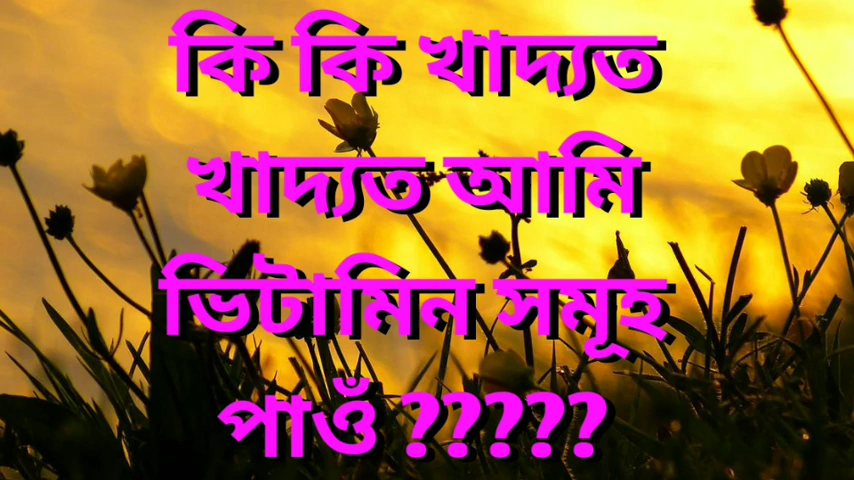 কি কি খাদ্যত
খাদ্যত আমি
ভিটামিন সমূহ
পাওঁ ?????